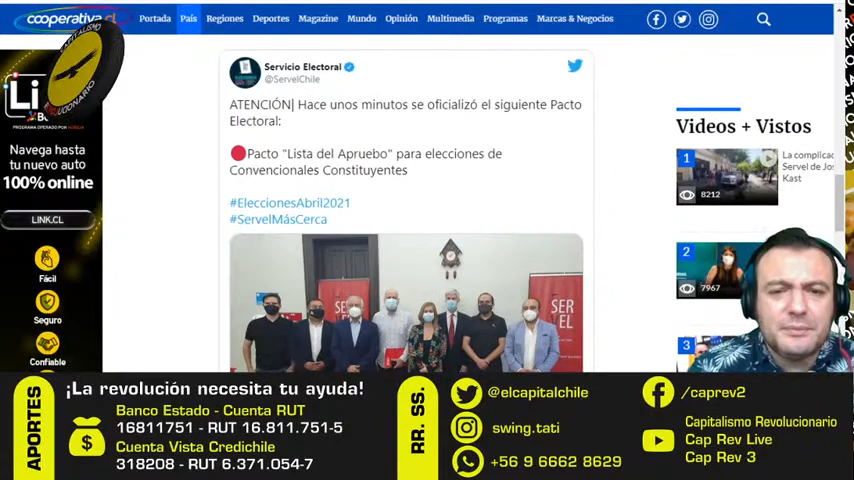 cooperativa.cl
Portada
País
Regiones
Deportes
Magazine
Mundo
Opinión
Multimedia
Programas
Marcas & Negocios
CAPITALISMO
Navega hasta
tu nuevo auto
100% online
LINK.CL
Fácil
Seguro
Confiable
Servicio Electoral
@ServelChile
ATENCIÓN| Hace unos minutos se oficializó el siguiente Pacto
Electoral:
Pacto "Lista del Apruebo" para elecciones de
Convencionales Constituyentes
#EleccionesAbril2021
#ServelMásCerca
SER
VEL
Videos + Vistos
1
8212
La complicad
Servel de Jos
Kast
2
7967
3
APORTES
¡La revolución necesita tu ayuda!
Banco Estado - Cuenta RUT
16811751 - RUT 16.811.751-5
Cuenta Vista Credichile
318208 - RUT 6.371.054-7
RR. SS.
@elcapitalchile
swing.tati
+56 9 6662 8629
/caprev2
Capitalismo Revolucionario
Cap Rev Live
Cap Rev 3